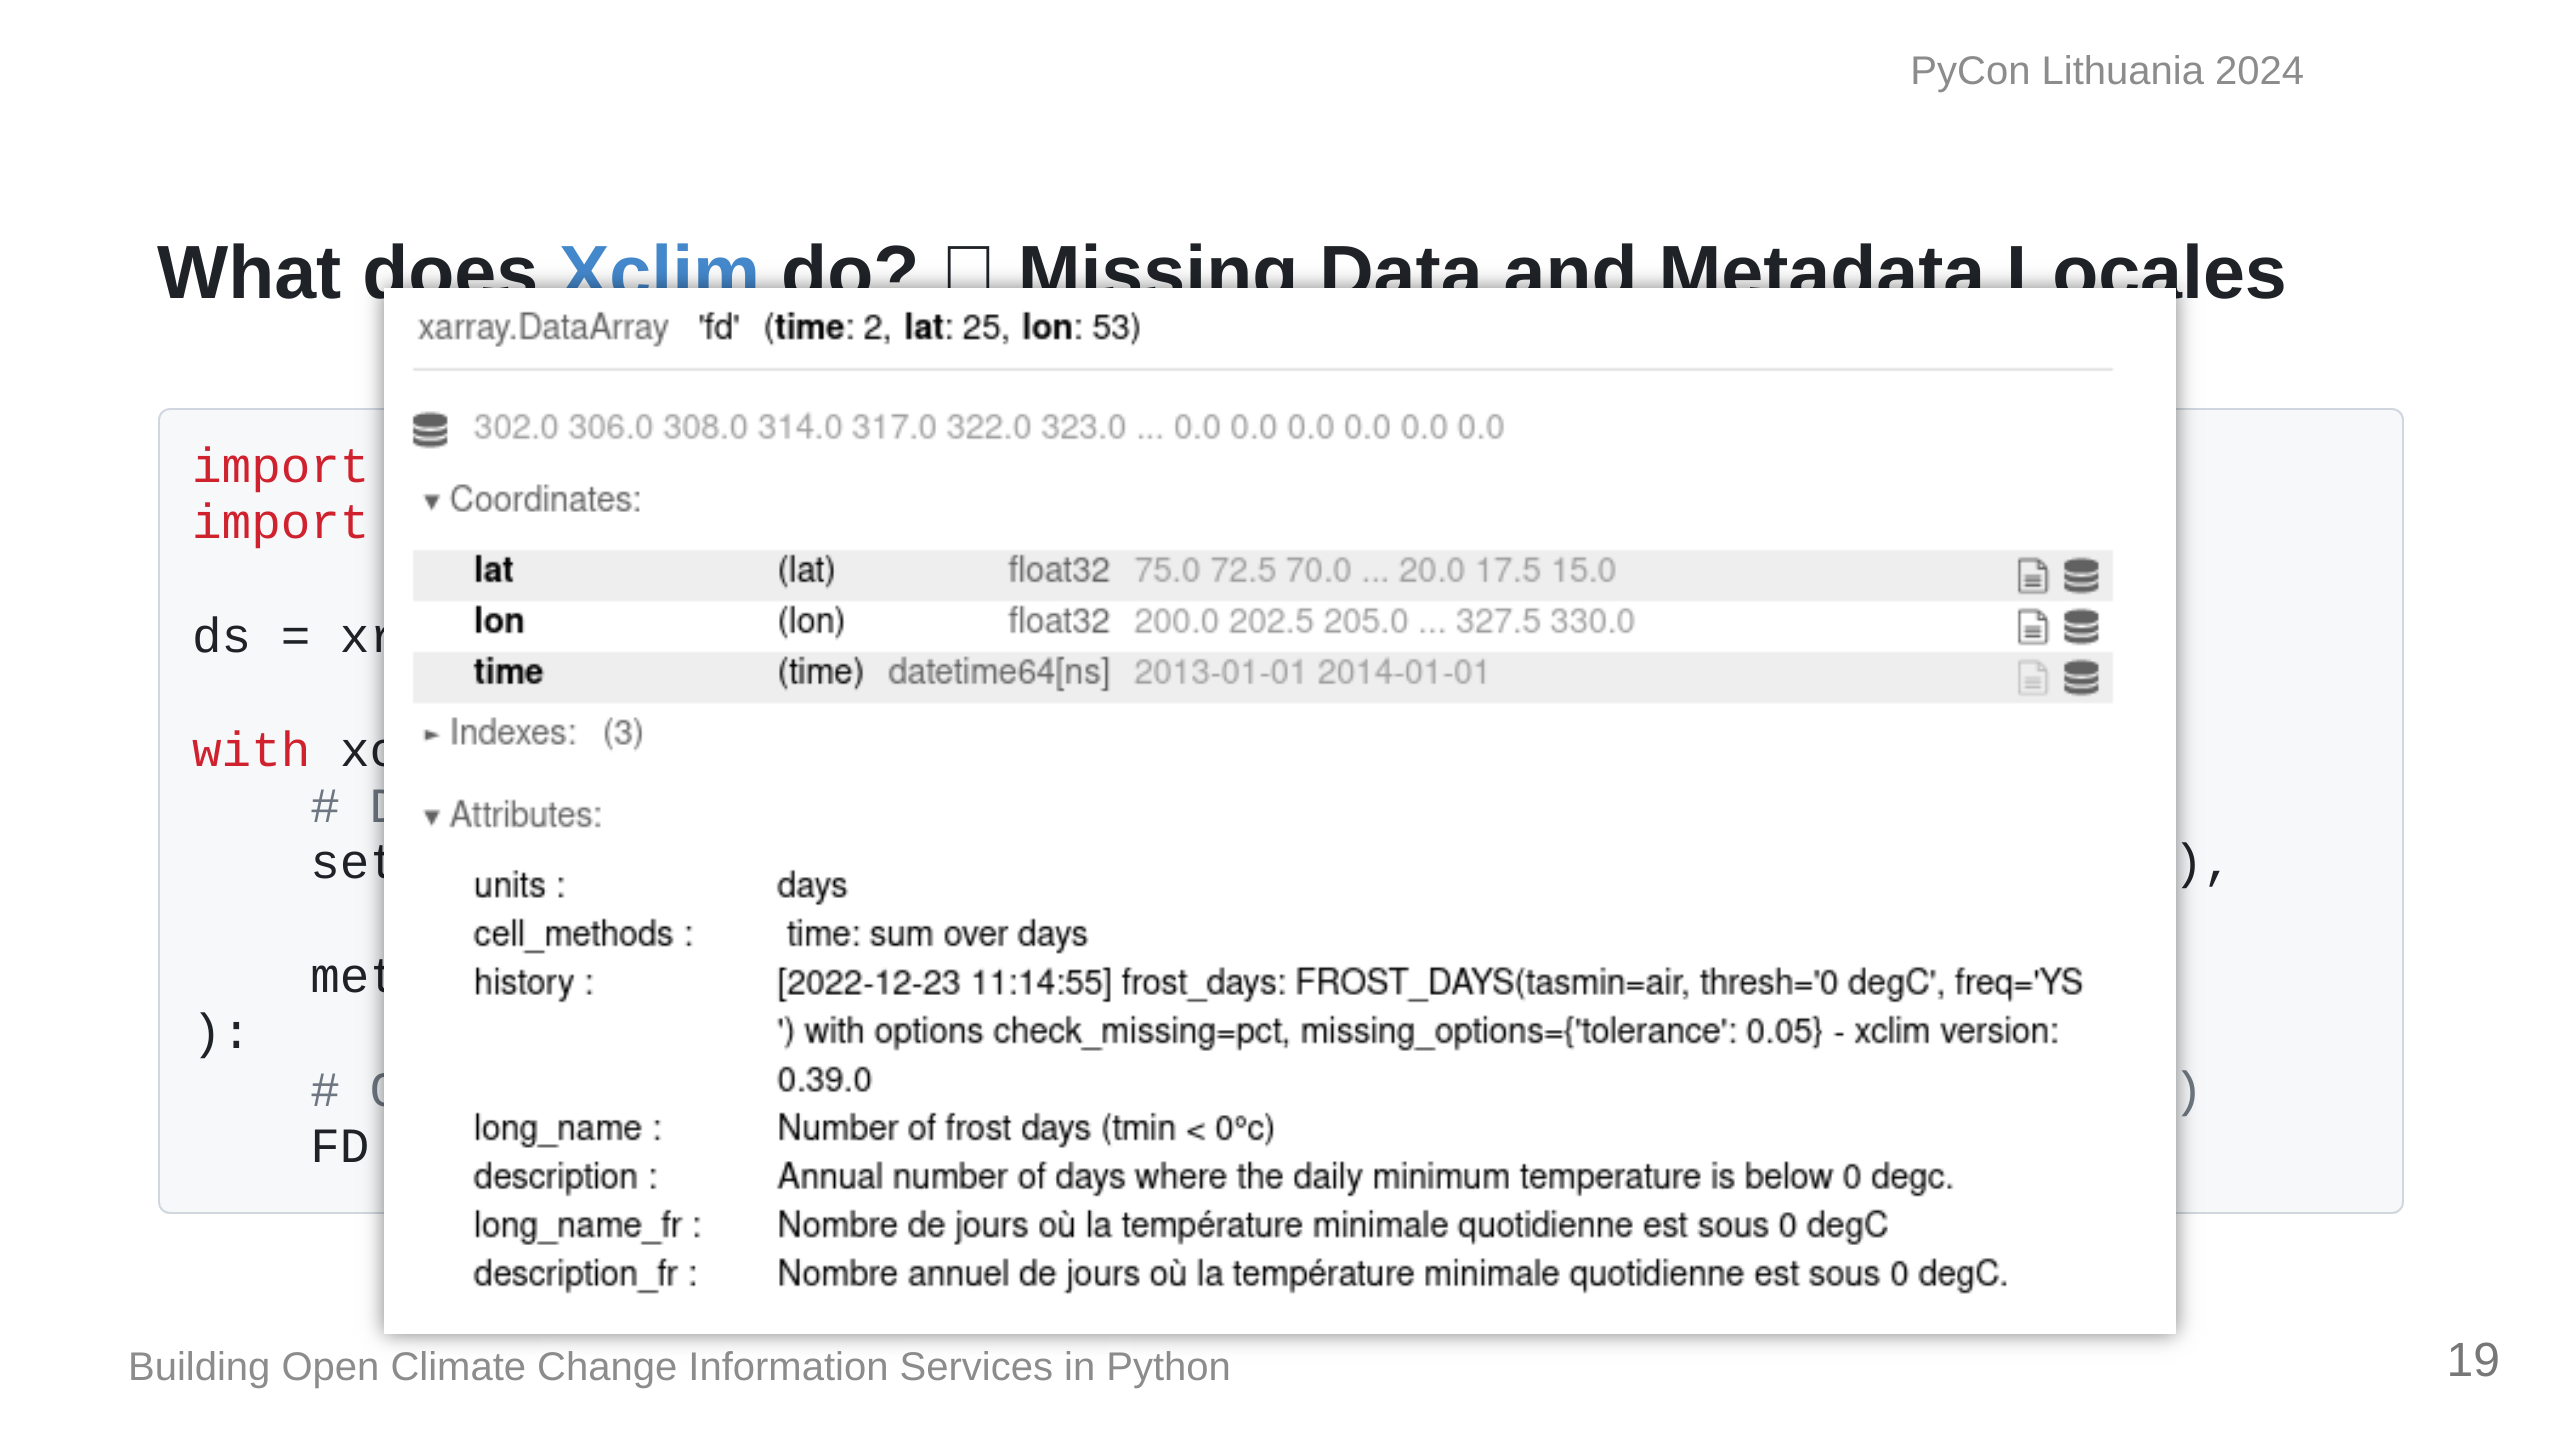 PyCon Lithuania 2024
What does Xclim do? Missing Data and Metadata Locales
xarray.DataArray 'fd' (time: 2, lat: 25, lon: 53)
302.0 306.0 308.0 314.0 317.0 322.0 323.0 ... 0.0 0.0 0.0 0.0 0.0 0.0
▾ Coordinates:
lat (lat) float32 75.0 72.5 70.0 ... 20.0 17.5 15.0
lon (lon) float32 200.0 202.5 205.0 ... 327.5 330.0
time (time) datetime64[ns] 2013-01-01 2014-01-01
▸ Indexes: (3)
▾ Attributes:
units : days
cell_methods : time: sum over days
history : [2022-12-23 11:14:55] frost_days: FROST_DAYS(tasmin=air, thresh='0 degC', freq='YS
') with options check_missing=pct, missing_options={'tolerance': 0.05} - xclim version:
0.39.0
long_name : Number of frost days (tmin < 0°c)
description : Annual number of days where the daily minimum temperature is below 0 degc.
long_name_fr : Nombre de jours où la température minimale quotidienne est sous 0 degC
description_fr : Nombre annuel de jours où la température minimale quotidienne est sous 0 degC.
import
import
ds =
with
#
),
):
# )
FD
Building Open Climate Change Information Services in Python
19